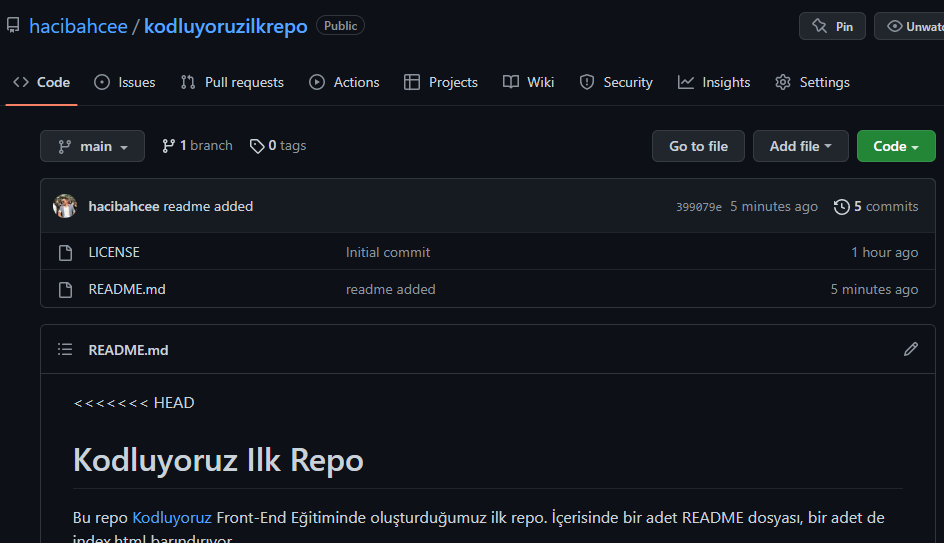 hacibahcee / kodluyoruzilkrepo Public Pin Unwatc
Code Issues Pull requests Actions Projects Wiki Security Insights Settings
main 1 branch 0 tags Go to file Add file Code
hacibahcee readme added 399079e 5 minutes ago 5 commits
LICENSE Initial commit 1 hour ago
README.md readme added 5 minutes ago
README.md
<<<<<<< HEAD
Kodluyoruz Ilk Repo
Bu repo Kodluyoruz Front-End Eğitiminde oluşturduğumuz ilk repo. İçerisinde bir adet README dosyası, bir adet de
index.html barındırıyor.